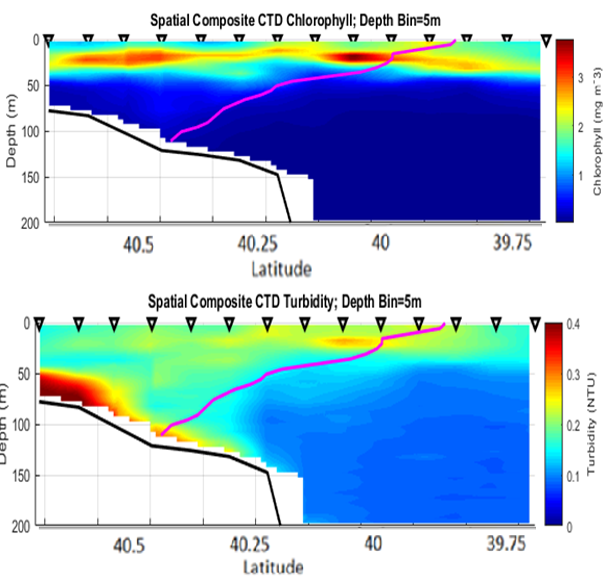 Spatial Composite CTD Chlorophyll; Depth Bin=5m
0
50
100
150
200
Depth (m)
40.5 40.25 40 39.75
Latitude
3
2
1
Chlorophyll (mg m^-3)
Spatial Composite CTD Turbidity; Depth Bin=5m
0
50
100
150
200
Depth (m)
40.5 40.25 40 39.75
Latitude
0.4
0.3
0.2
0.1
0
Turbidity (NTU)